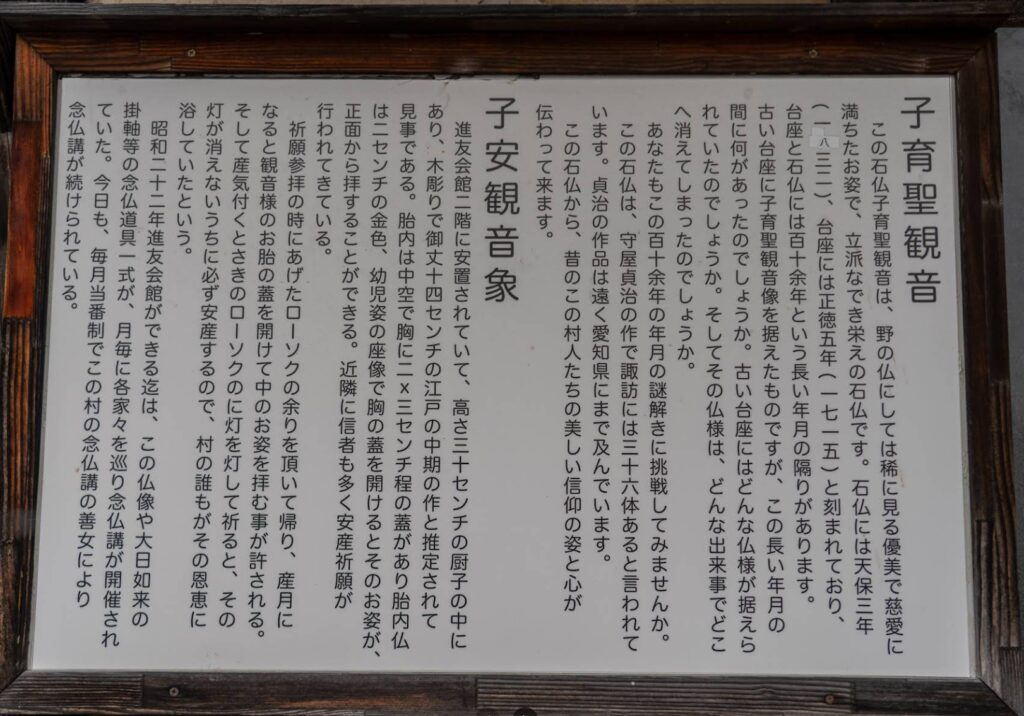 子育聖観音
この石仏子育聖観音は、野の仏にしては稀に見る優美で慈愛に
満ちたお姿で、立派なでき栄えの石仏です。石仏には天保三年
(一八三二)、台座には正徳五年(一七一五)と刻まれており、
台座と石仏には百十余年という長い年月の隔りがあります。
古い台座に子育聖観音像を据えたものですが、この長い年月の
間に何があったのでしょうか。古い台座にはどんな仏様が据えら
れていたのでしょうか。そしてその仏様は、どんな出来事でどこ
へ消えてしまったのでしょうか。
あなたもこの百十余年の年月の謎解きに挑戦してみませんか。
この石仏は、守屋貞治の作で諏訪には三十六体あると言われて
います。貞治の作品は遠く愛知県にまで及んでいます。
この石仏から、昔のこの村人たちの美しい信仰の姿と心が
伝わって来ます。
子安観音象
進友会館二階に安置されていて、高さ三十センチの厨子の中に
あり、木彫りで御丈十四センチの江戸の中期の作と推定されて
見事である。胎内は中空で胸に二x三センチ程の蓋があり胎内仏
は二センチの金色、幼児姿の座像で胸の蓋を開けるとそのお姿が、
正面から拝することができる。近隣に信者も多く安産祈願が
行われてきている。
祈願参拝の時にあげたローソクの余りを頂いて帰り、産月に
なると観音様のお胎の蓋を開けて中のお姿を拝む事が許される。
そして産気付くとさきのローソクのに灯を灯して祈ると、その
灯が消えないうちに必ず安産するので、村の誰もがその恩恵に
浴していたという。
昭和二十二年進友会館ができる迄は、この仏像や大日如来の
掛軸等の念仏道具一式が、月毎に各家々を巡り念仏講が開催され
ていた。今日も、毎月当番制でこの村の念仏講の善女により
念仏講が続けられている。